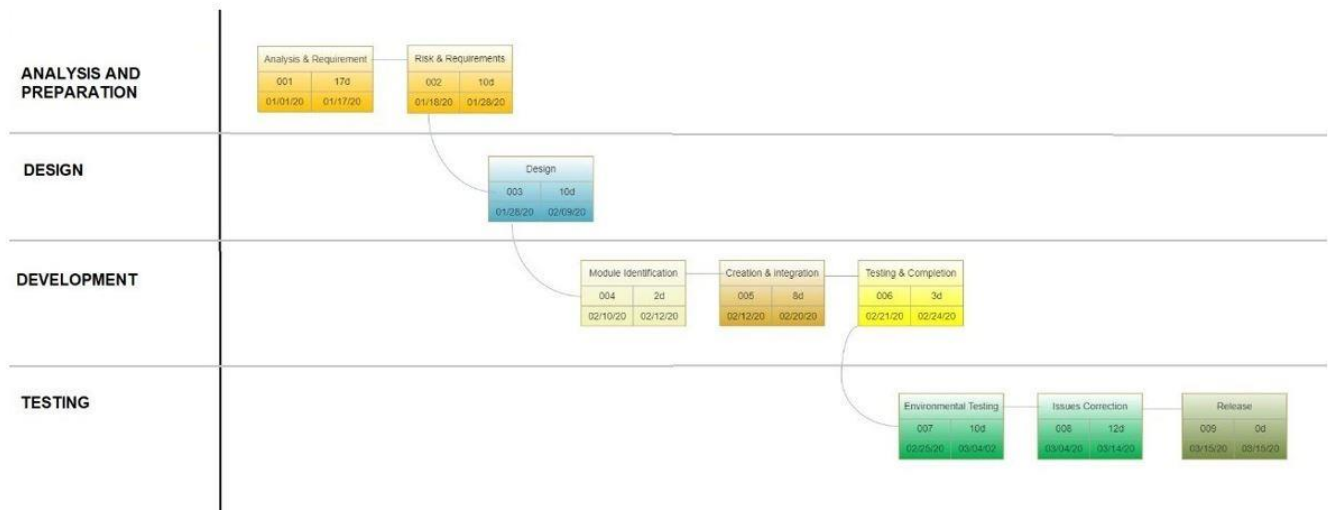 ANALYSIS AND
PREPARATION
Analysis & Requirement
001 17d
01/01/20 01/17/20
Risk & Requirements
002 10d
01/18/20 01/28/20
DESIGN
Design
003 10d
01/28/20 02/09/20
DEVELOPMENT
Module Identification
004 2d
02/10/20 02/12/20
Creation & Integration
005 8d
02/12/20 02/20/20
Testing & Completion
006 3d
02/21/20 02/24/20
TESTING
Environmental Testing
007 10d
02/25/20 03/04/02
Issues Correction
008 12d
03/04/20 03/14/20
Release
009 0d
03/15/20 03/15/20